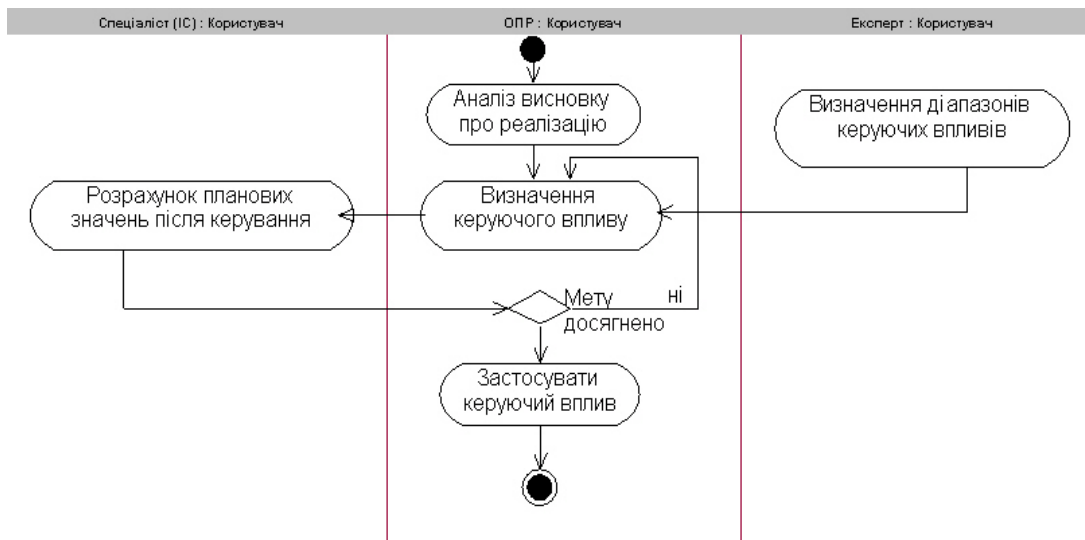 Спеціаліст (ІС) : Користувач
ОПР : Користувач
Експерт : Користувач
Аналіз висновку
про реалізацію
Визначення діапазонів
керуючих впливів
Розрахунок планових
значень після керування
Визначення
керуючого впливу
Мету
досягнено
ні
Застосувати
керуючий вплив